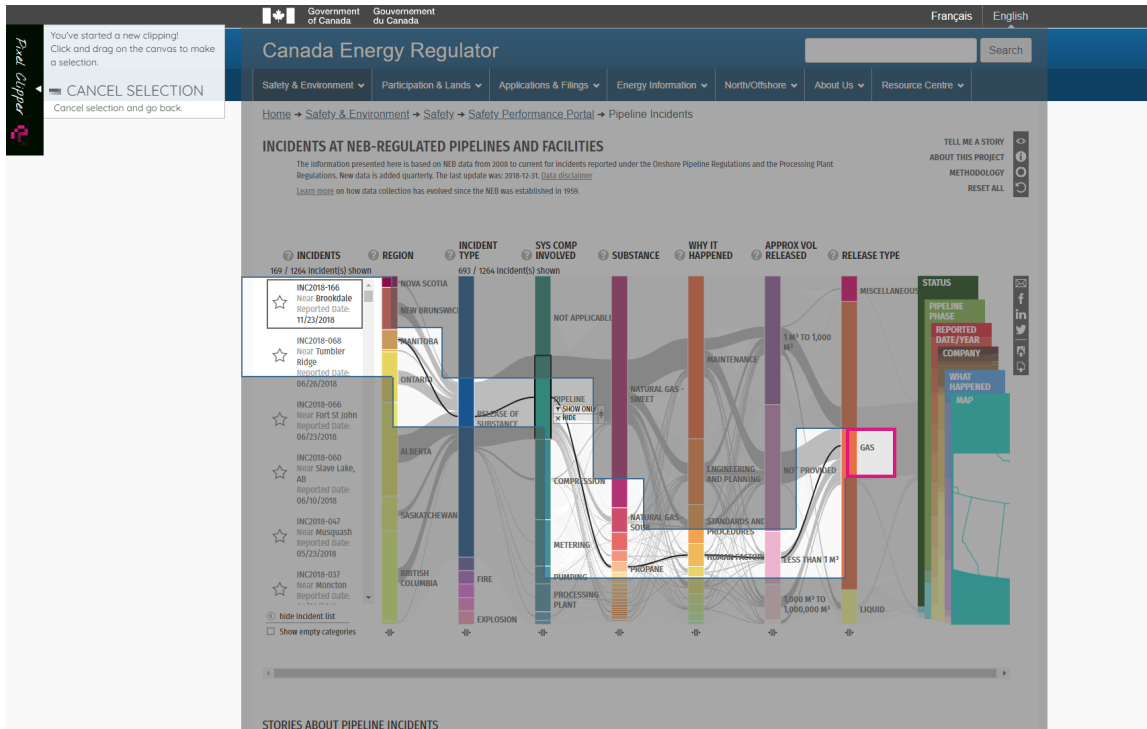 Government
of Canada
Gouvernement
du Canada
Français
English
Pixel Clipper
You've started a new clipping!
Click and drag on the canvas to make
a selection.
CANCEL SELECTION
Cancel selection and go back.
Canada Energy Regulator
Search
Safety & Environment
Participation & Lands
Applications & Filings
Energy Information
North/Offshore
About Us
Resource Centre
Home → Safety & Environment → Safety → Safety Performance Portal → Pipeline Incidents
INCIDENTS AT NEB-REGULATED PIPELINES AND FACILITIES
The information presented here is based on NEB data from 2008 to current for incidents reported under the Onshore Pipeline Regulations and the Processing Plant
Regulations. New data is added quarterly. The last update was: 2018-12-31. Data disclaimer
Learn more on how data collection has evolved since the NEB was established in 1959.
TELL ME A STORY
ABOUT THIS PROJECT
METHODOLOGY
RESET ALL
INCIDENTS
REGION
INCIDENT
TYPE
SYS COMP
INVOLVED
SUBSTANCE
WHY IT
HAPPENED
APPROX VOL
RELEASED
RELEASE TYPE
169 / 1264 incident(s) shown
693 / 1264 incident(s) shown
INC2018-166
Near Brookdale
Reported Date:
11/23/2018
INC2018-068
Near Tumbler
Ridge
Reported Date:
06/26/2018
INC2018-066
Near Fort St John
Reported Date:
06/23/2018
INC2018-060
Near Slave Lake,
AB
Reported Date:
06/10/2018
INC2018-047
Near Musquash
Reported Date:
05/23/2018
INC2018-037
Near Moncton
Reported Date:
hide incident list
Show empty categories
NOVA SCOTIA
NEW BRUNSWICK
MANITOBA
ONTARIO
ALBERTA
SASKATCHEWAN
BRITISH
COLUMBIA
RELEASE OF
SUBSTANCE
FIRE
EXPLOSION
NOT APPLICABLE
PIPELINE
SHOW ONLY
HIDE
COMPRESSION
METERING
PUMPING
PROCESSING
PLANT
NATURAL GAS -
SWEET
NATURAL GAS -
SOUR
PROPANE
MAINTENANCE
ENGINEERING
AND PLANNING
STANDARDS AND
PROCEDURES
HUMAN FACTORS
1 M³ TO 1,000
M³
NOT PROVIDED
LESS THAN 1 M³
1,000 M³ TO
1,000,000 M³
MISCELLANEOUS
GAS
LIQUID
STATUS
PIPELINE
PHASE
REPORTED
DATE/YEAR
COMPANY
WHAT
HAPPENED
MAP
STORIES ABOUT PIPELINE INCIDENTS